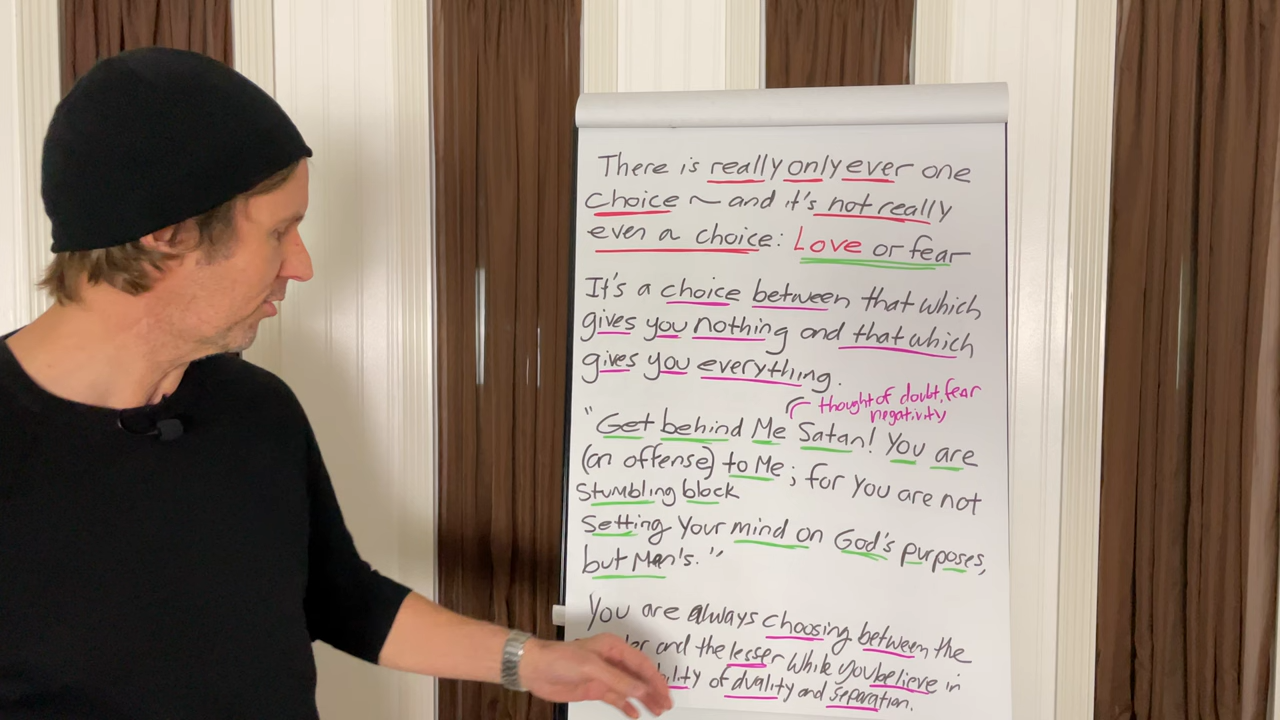 There is really only ever one
Choice ~ and it's not really
even a choice: Love or fear
It's a choice between that which
gives you nothing and that which
gives you everything.
thought of doubt, fear
negativity
"Get behind Me Satan! You are
(an offense) to Me; for You are not
Stumbling block
Setting Your mind on God's purposes,
but Man's."
You are always choosing between the
and the lesser while you believe in
of duality and separation.